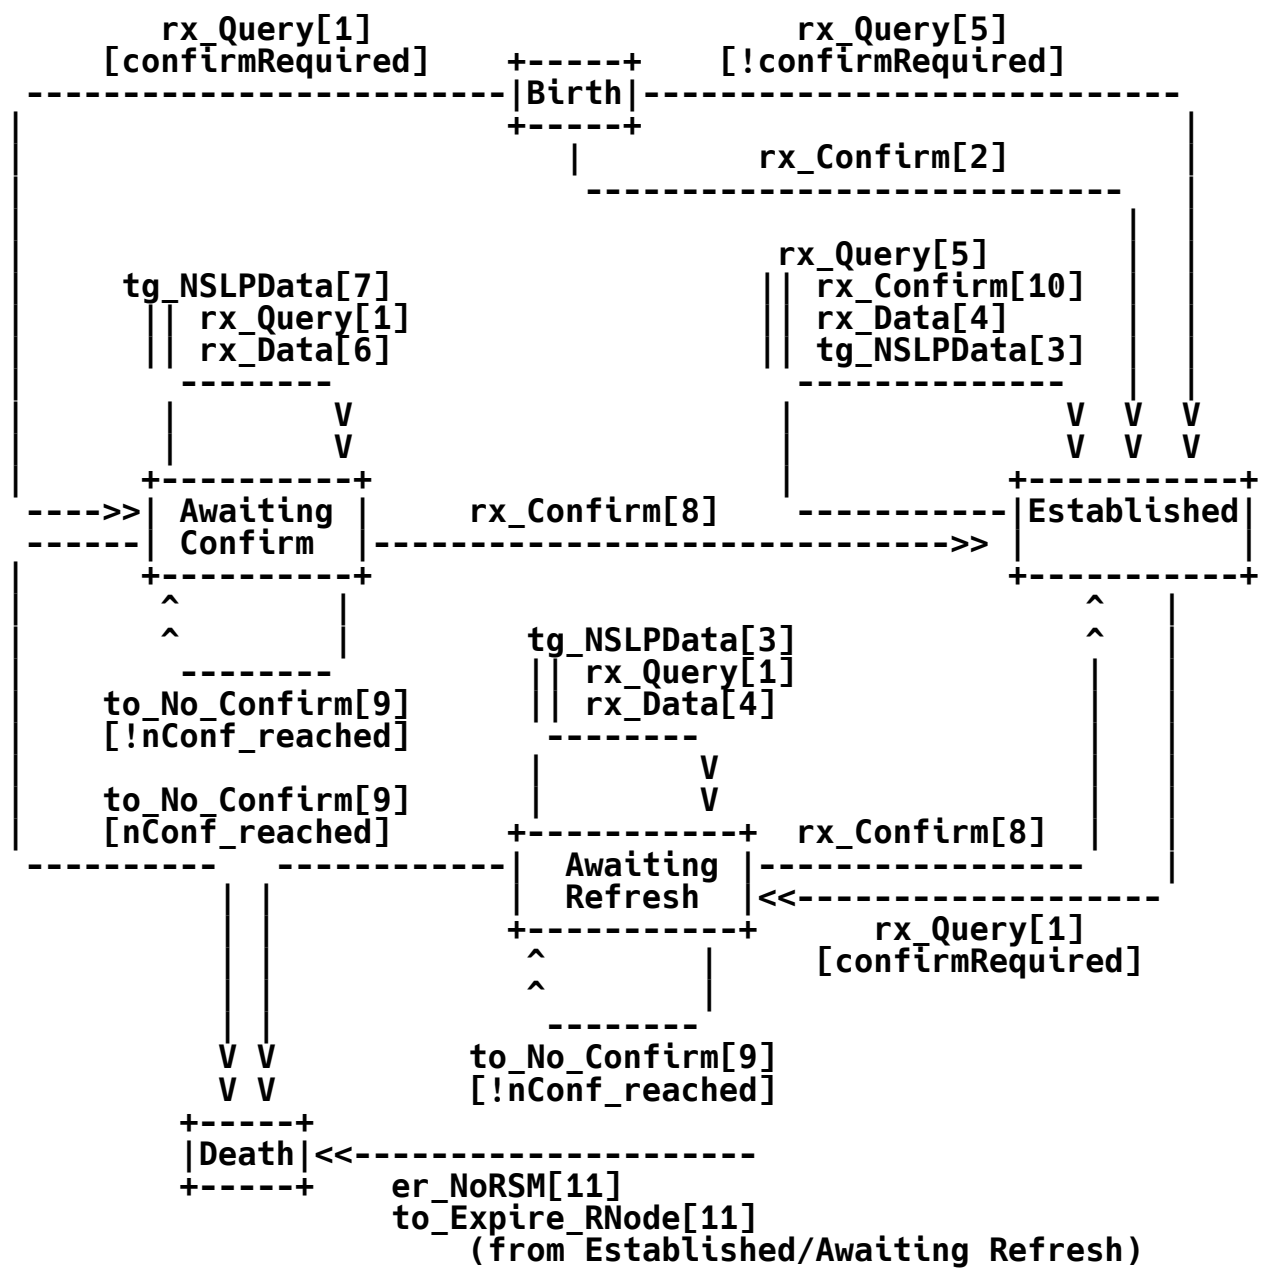 rx_Query[1]                      rx_Query[5]
[confirmRequired]    +-----+    [!confirmRequired]
-------------------------|Birth|----------------------------
|                          +-----+                            |
|                             |         rx_Confirm[2]         |
|                              ----------------------------   |
|                                                          |  |
|                                       rx_Query[5]        |  |
|     tg_NSLPData[7]                   || rx_Confirm[10]   |  |
|      || rx_Query[1]                  || rx_Data[4]       |  |
|      || rx_Data[6]                   || tg_NSLPData[3]   |  |
|        --------                        --------------    |  |
|       |        V                      |              V   V  V
|       |        V                      |              V   V  V
|      +----------+                     |           +-----------+
---->>| Awaiting |     rx_Confirm[8]    -----------|Established|
------| Confirm  |------------------------------>> |           |
|      +----------+                                 +-----------+
|       ^        |                                      ^   |
|       ^        |         tg_NSLPData[3]               ^   |
|        --------          || rx_Query[1]               |   |
|    to_No_Confirm[9]      || rx_Data[4]                |   |
|    [!nConf_reached]       --------                    |   |
|                          |        V                   |   |
|    to_No_Confirm[9]      |        V                   |   |
|    [nConf_reached]      +-----------+  rx_Confirm[8]  |   |
----------   ------------|  Awaiting |-----------------    |
| |             |  Refresh  |<<-------------------
| |             +-----------+      rx_Query[1]
| |              ^        |     [confirmRequired]
| |              ^        |
| |               --------
V V          to_No_Confirm[9]
V V          [!nConf_reached]
+-----+
|Death|<<---------------------
+-----+    er_NoRSM[11]
to_Expire_RNode[11]
(from Established/Awaiting Refresh)